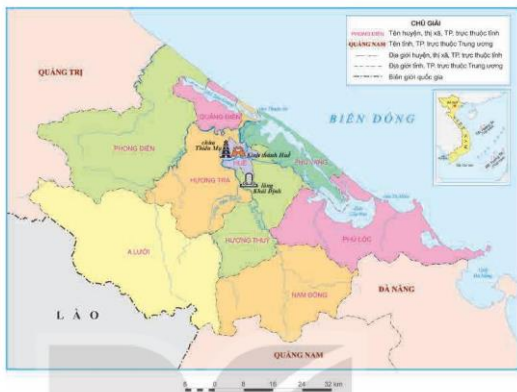 CHÚ GIẢI
PHONG ĐIỀN Tên huyện, thị xã, TP. trực thuộc tỉnh
QUẢNG NAM Tên tỉnh, TP. trực thuộc Trung ương
Địa giới huyện, thị xã, TP. trực thuộc tỉnh
Địa giới tỉnh, TP. trực thuộc Trung ương
Biên giới quốc gia
QUẢNG TRỊ
BIỂN ĐÔNG
QUẢNG ĐIỀN
PHONG ĐIỀN
chùa
Thiên Mụ
Kinh thành Huế
HUẾ
PHÚ VANG
HƯƠNG TRÀ
lăng
Khải Định
HƯƠNG THỦY
PHÚ LỘC
A LƯỚI
NAM ĐÔNG
ĐÀ NẴNG
LÀO
QUẢNG NAM
8 0 8 16 24 32 km